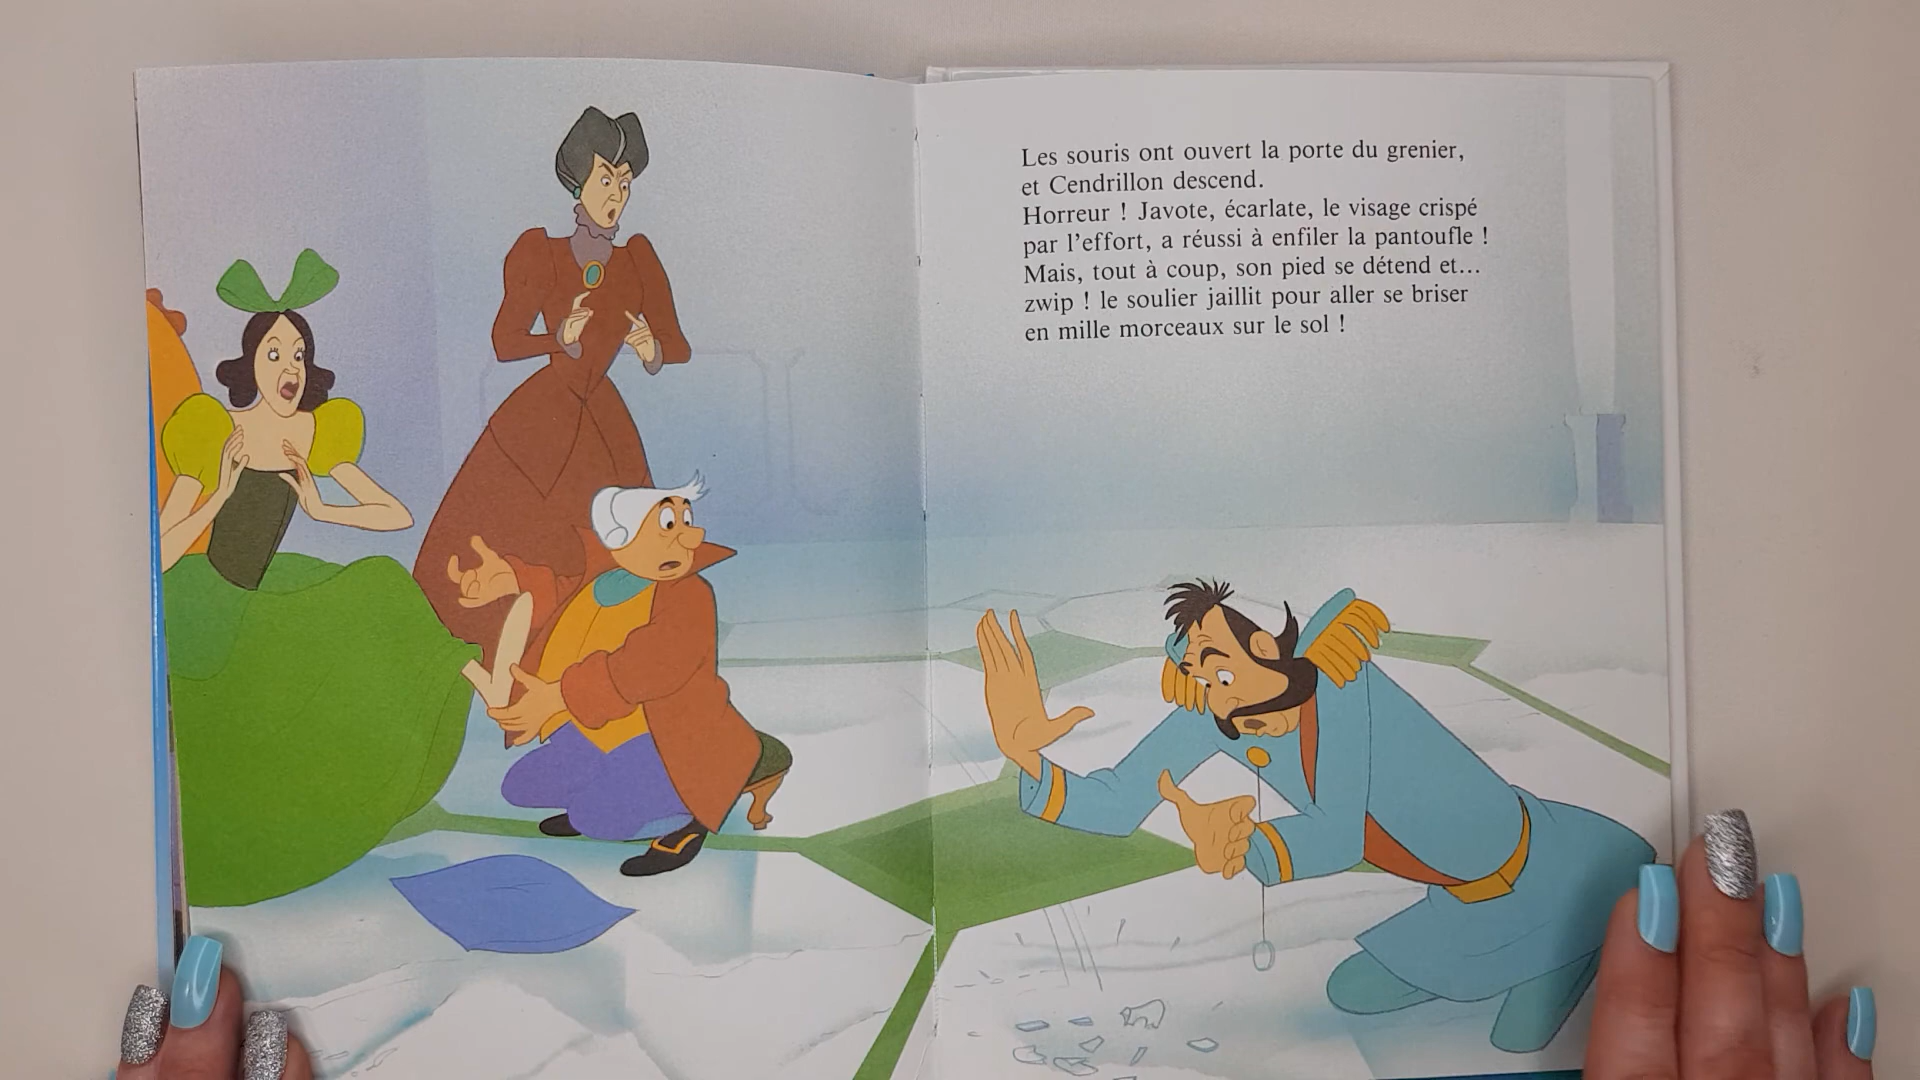 Les souris ont ouvert la porte du grenier,
et Cendrillon descend.
Horreur ! Javote, écarlate, le visage crispé
par l'effort, a réussi à enfiler la pantoufle !
Mais, tout à coup, son pied se détend et...
zwip ! le soulier jaillit pour aller se briser
en mille morceaux sur le sol !